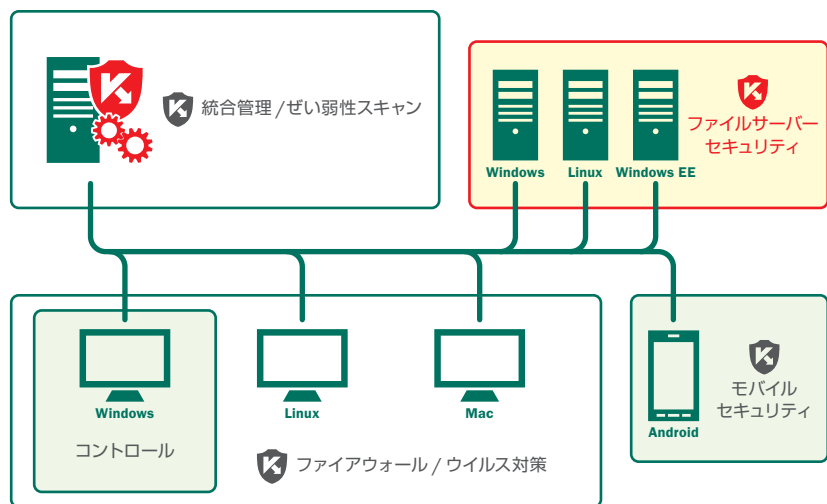 統合管理/ぜい弱性スキャン
ファイルサーバー
セキュリティ
Windows
Linux
Windows EE
Windows
Linux
Mac
コントロール
ファイアウォール / ウイルス対策
モバイル
セキュリティ
Android